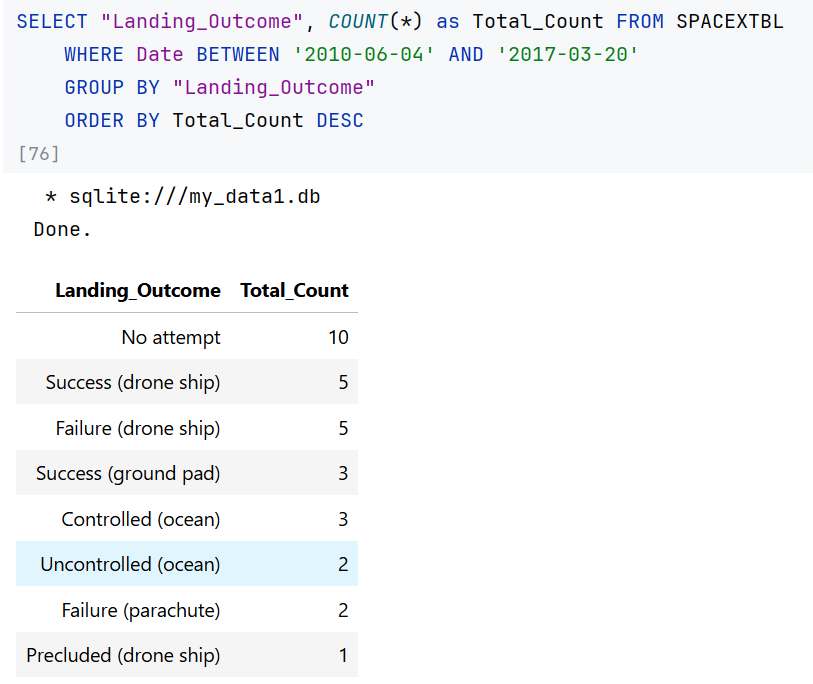 SELECT "Landing_Outcome", COUNT(*) as Total_Count FROM SPACEXTBL
WHERE Date BETWEEN '2010-06-04' AND '2017-03-20'
GROUP BY "Landing_Outcome"
ORDER BY Total_Count DESC
[76]
* sqlite:///my_data1.db
Done.
Landing_Outcome Total_Count
No attempt 10
Success (drone ship) 5
Failure (drone ship) 5
Success (ground pad) 3
Controlled (ocean) 3
Uncontrolled (ocean) 2
Failure (parachute) 2
Precluded (drone ship) 1